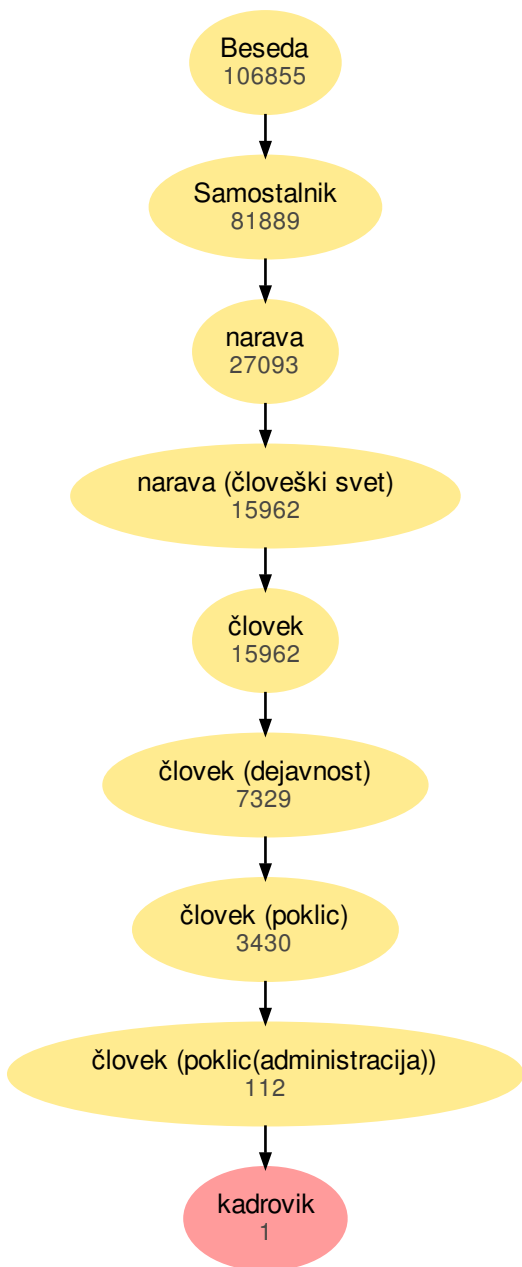 Beseda
106855
Samostalnik
81889
narava
27093
narava (človeški svet)
15962
človek
15962
človek (dejavnost)
7329
človek (poklic)
3430
človek (poklic(administracija))
112
kadrovik
1